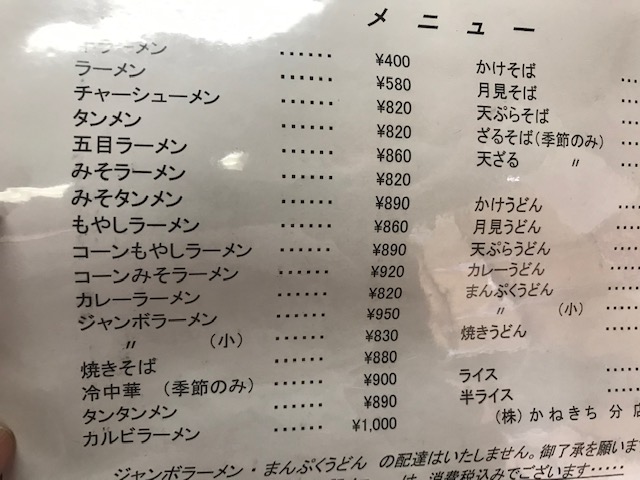 メニュー
ラーメン ・・・・・・ ¥400
ラーメン ・・・・・・ ¥580
チャーシューメン ・・・・・・ ¥820
タンメン ・・・・・・ ¥820
五目ラーメン ・・・・・・ ¥860
みそラーメン ・・・・・・ ¥820
みそタンメン ・・・・・・ ¥890
もやしラーメン ・・・・・・ ¥860
コーンもやしラーメン ・・・・・・ ¥890
コーンみそラーメン ・・・・・・ ¥920
カレーラーメン ・・・・・・ ¥820
ジャンボラーメン ・・・・・・ ¥950
〃 (小) ・・・・・・ ¥830
焼きそば ・・・・・・ ¥880
冷中華 (季節のみ) ・・・・・・ ¥900
タンタンメン ・・・・・・ ¥890
カルビラーメン ・・・・・・ ¥1,000
かけそば ・・・
月見そば ・・・
天ぷらそば ・・・
ざるそば(季節のみ) ・・・
天ざる 〃 ・・・
かけうどん ・・・
月見うどん ・・・
天ぷらうどん ・・・
カレーうどん ・・・
まんぷくうどん ・・・
〃 (小) ・・・
焼きうどん ・・・
ライス ・・・
半ライス ・・・
(株)かねきち 分 店
ジャンボラーメン・まんぷくうどん の配達はいたしません。御了承を願いま
は、消費税込みでございます・・・・・